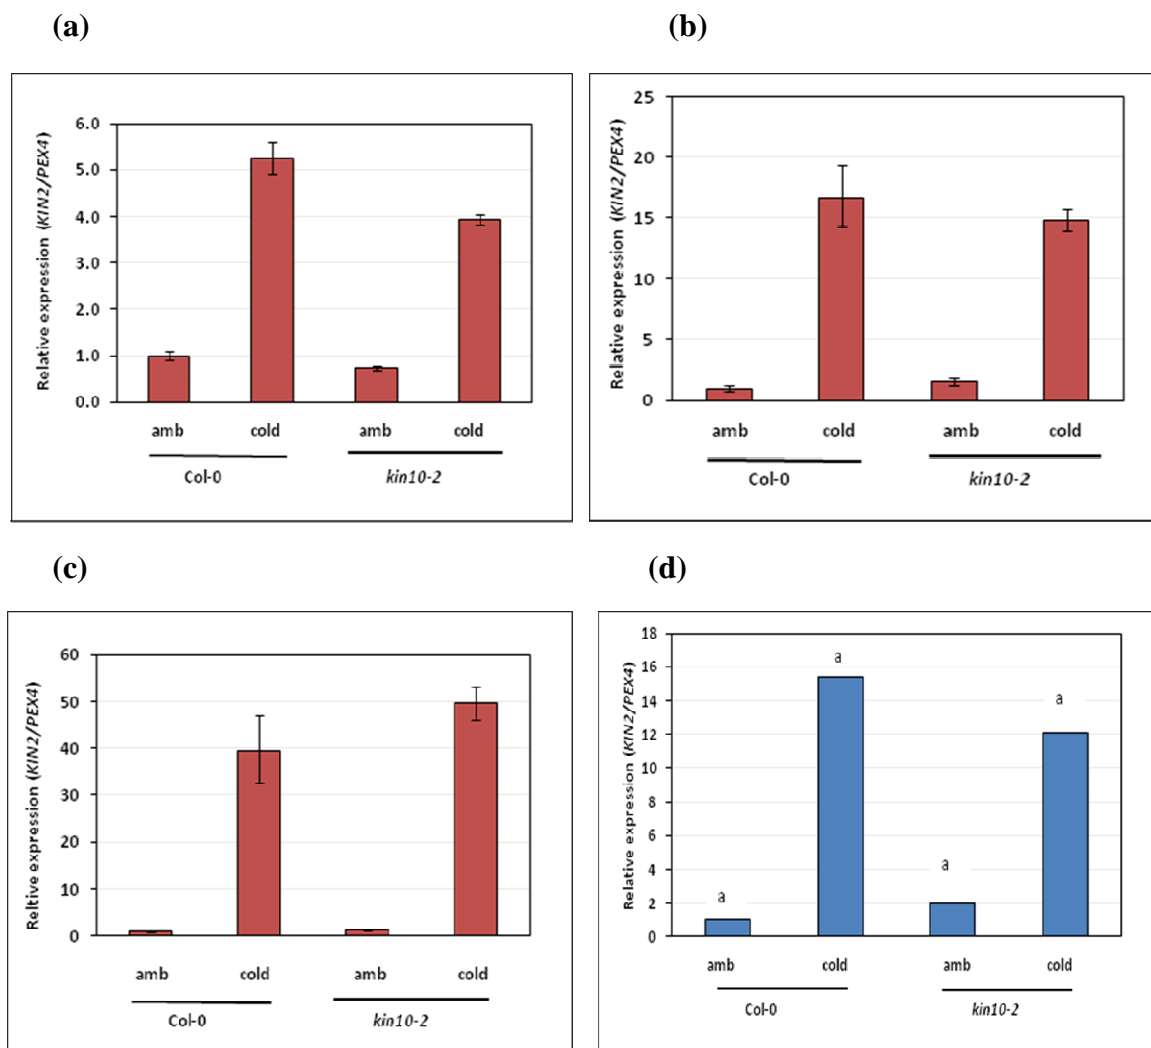 (a)
Relative expression (KIN2/PEX4)
6.0
5.0
4.0
3.0
2.0
1.0
0.0
amb cold amb cold
Col-0 kin10-2
(b)
Relative expression (KIN2/PEX4)
25
20
15
10
5
0
amb cold amb cold
Col-0 kin10-2
(c)
Reltive expression (KIN2/PEX4)
60
50
40
30
20
10
0
amb cold amb cold
Col-0 kin10-2
(d)
Relative expression (KIN2/PEX4)
18
16
14
12
10
8
6
4
2
0
a a a a
amb cold amb cold
Col-0 kin10-2